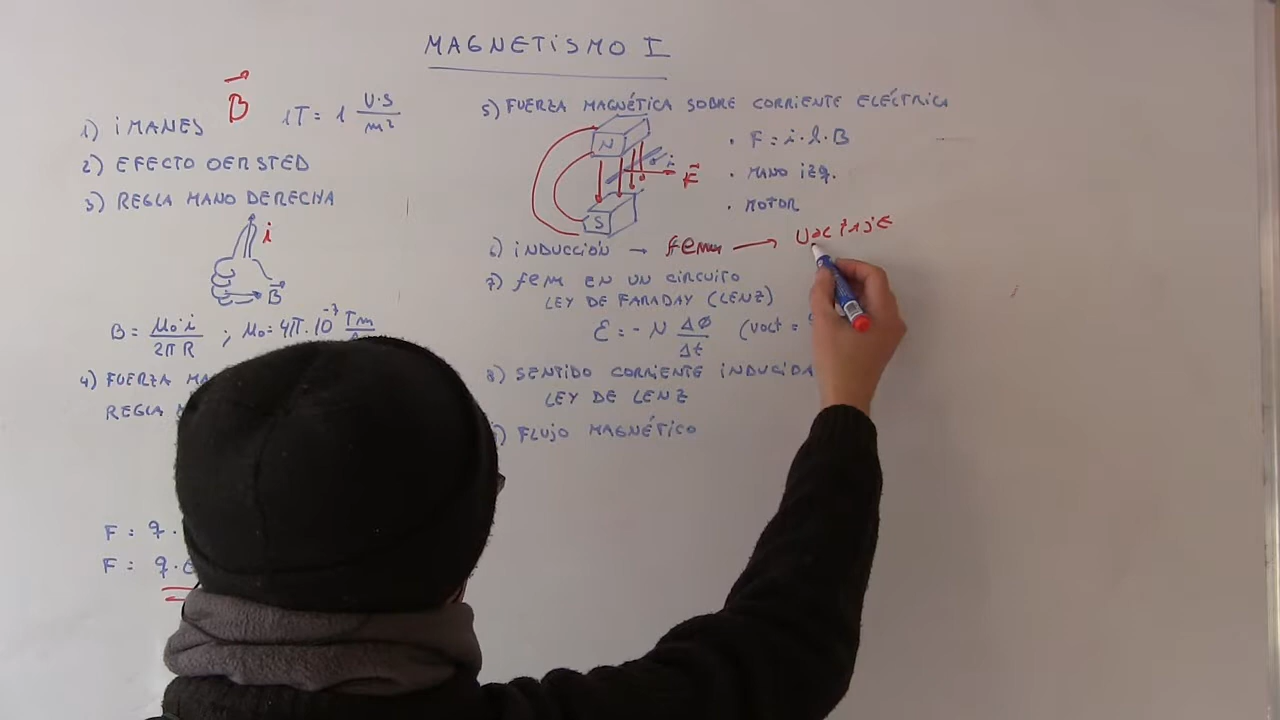 MAGNETISMO I
B 1T = 1 V·S/m²
1) IMANES
2) EFECTO OERSTED
3) REGLA MANO DERECHA
i
B
B = μ₀·i / 2πR ; μ₀ = 4π·10⁻⁷ Tm
4) FUERZA
REGLA
F = q·
F = q·
5) FUERZA MAGNÉTICA SOBRE CORRIENTE ELÉCTRICA
N
i
F
S
• F = i·l·B
• MANO IZQ.
• MOTOR
6) INDUCCIÓN → fem → VOLTAJE
7) fem EN UN CIRCUITO
LEY DE FARADAY (LENZ)
ε = - N ΔΦ/Δt (volt =
8) SENTIDO CORRIENTE INDUCIDA
LEY DE LENZ
) FLUJO MAGNÉTICO